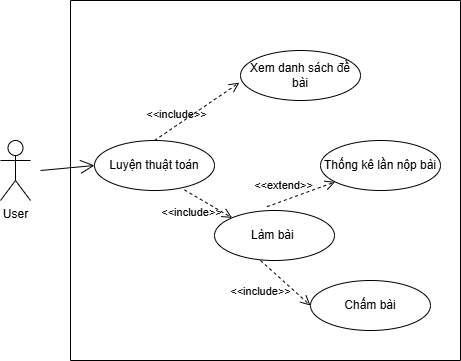 Xem danh sách đề
bài
<<include>>
Luyện thuật toán
Thống kê lần nộp bài
<<extend>>
User
<<include>>
Làm bài
<<include>>
Chấm bài